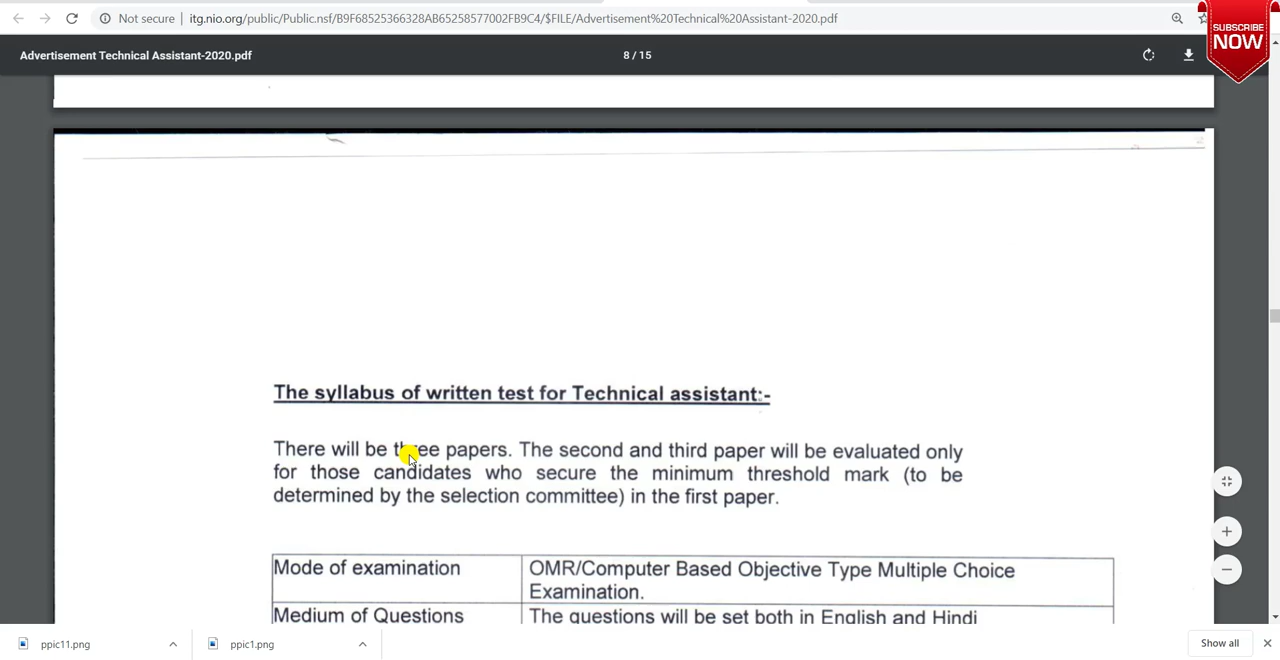 Not secure | itg.nio.org/public/Public.nsf/B9F68525366328AB65258577002FB9C4/$FILE/Advertisement%20Technical%20Assistant-2020.pdf
SUBSCRIBE
NOW
Advertisement Technical Assistant-2020.pdf
8 / 15
The syllabus of written test for Technical assistant:-
There will be three papers. The second and third paper will be evaluated only
for those candidates who secure the minimum threshold mark (to be
determined by the selection committee) in the first paper.
Mode of examination
OMR/Computer Based Objective Type Multiple Choice
Examination.
Medium of Questions
The questions will be set both in English and Hindi
ppic11.png
ppic1.png
Show all